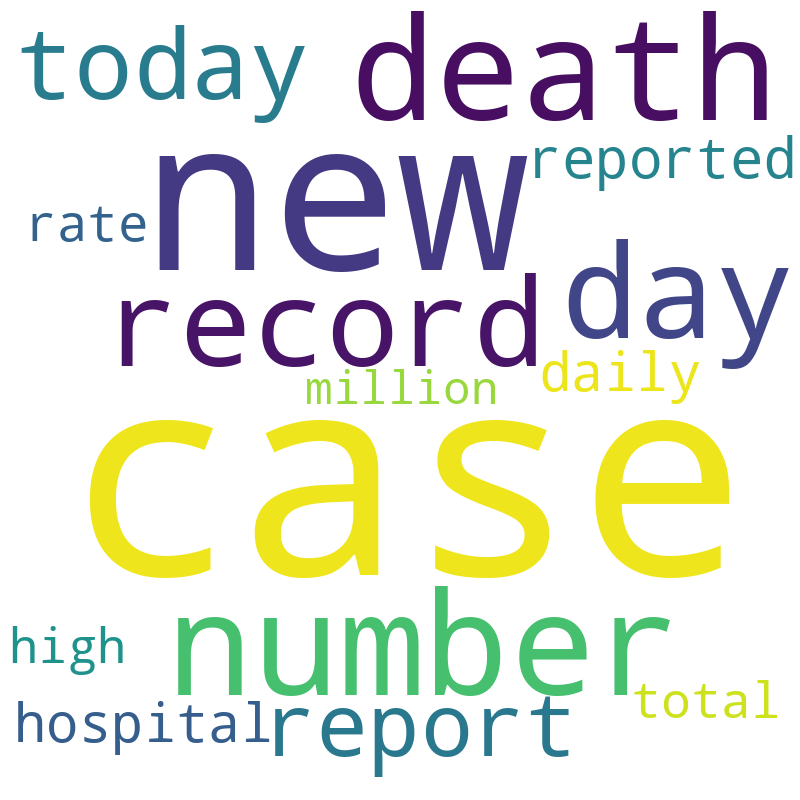 today death
new reported
rate
record day
million daily
case
number
high
hospital report total